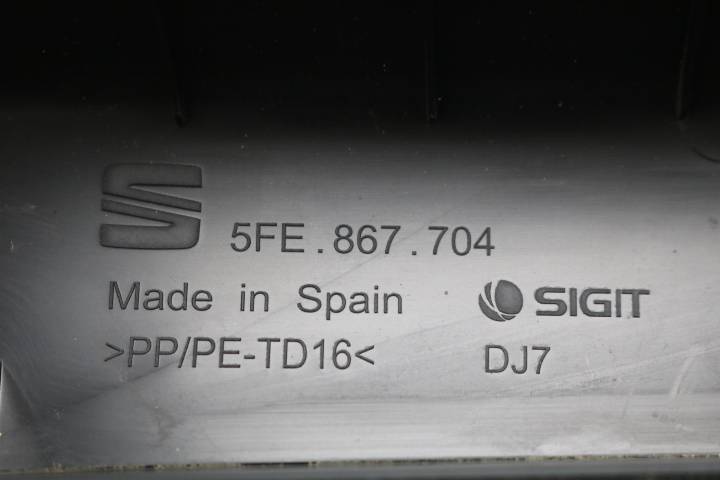 5FE.867.704
Made in Spain
SIGIT
>PP/PE-TD16<
DJ7